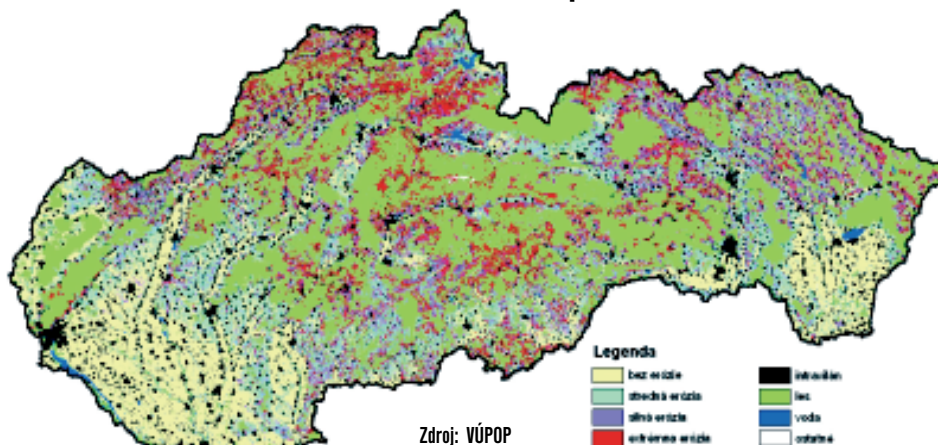 Legenda
bez erózie
stredná erózia
silná erózia
extrémna erózia
intravilán
les
voda
ostatné
Zdroj: VÚPOP